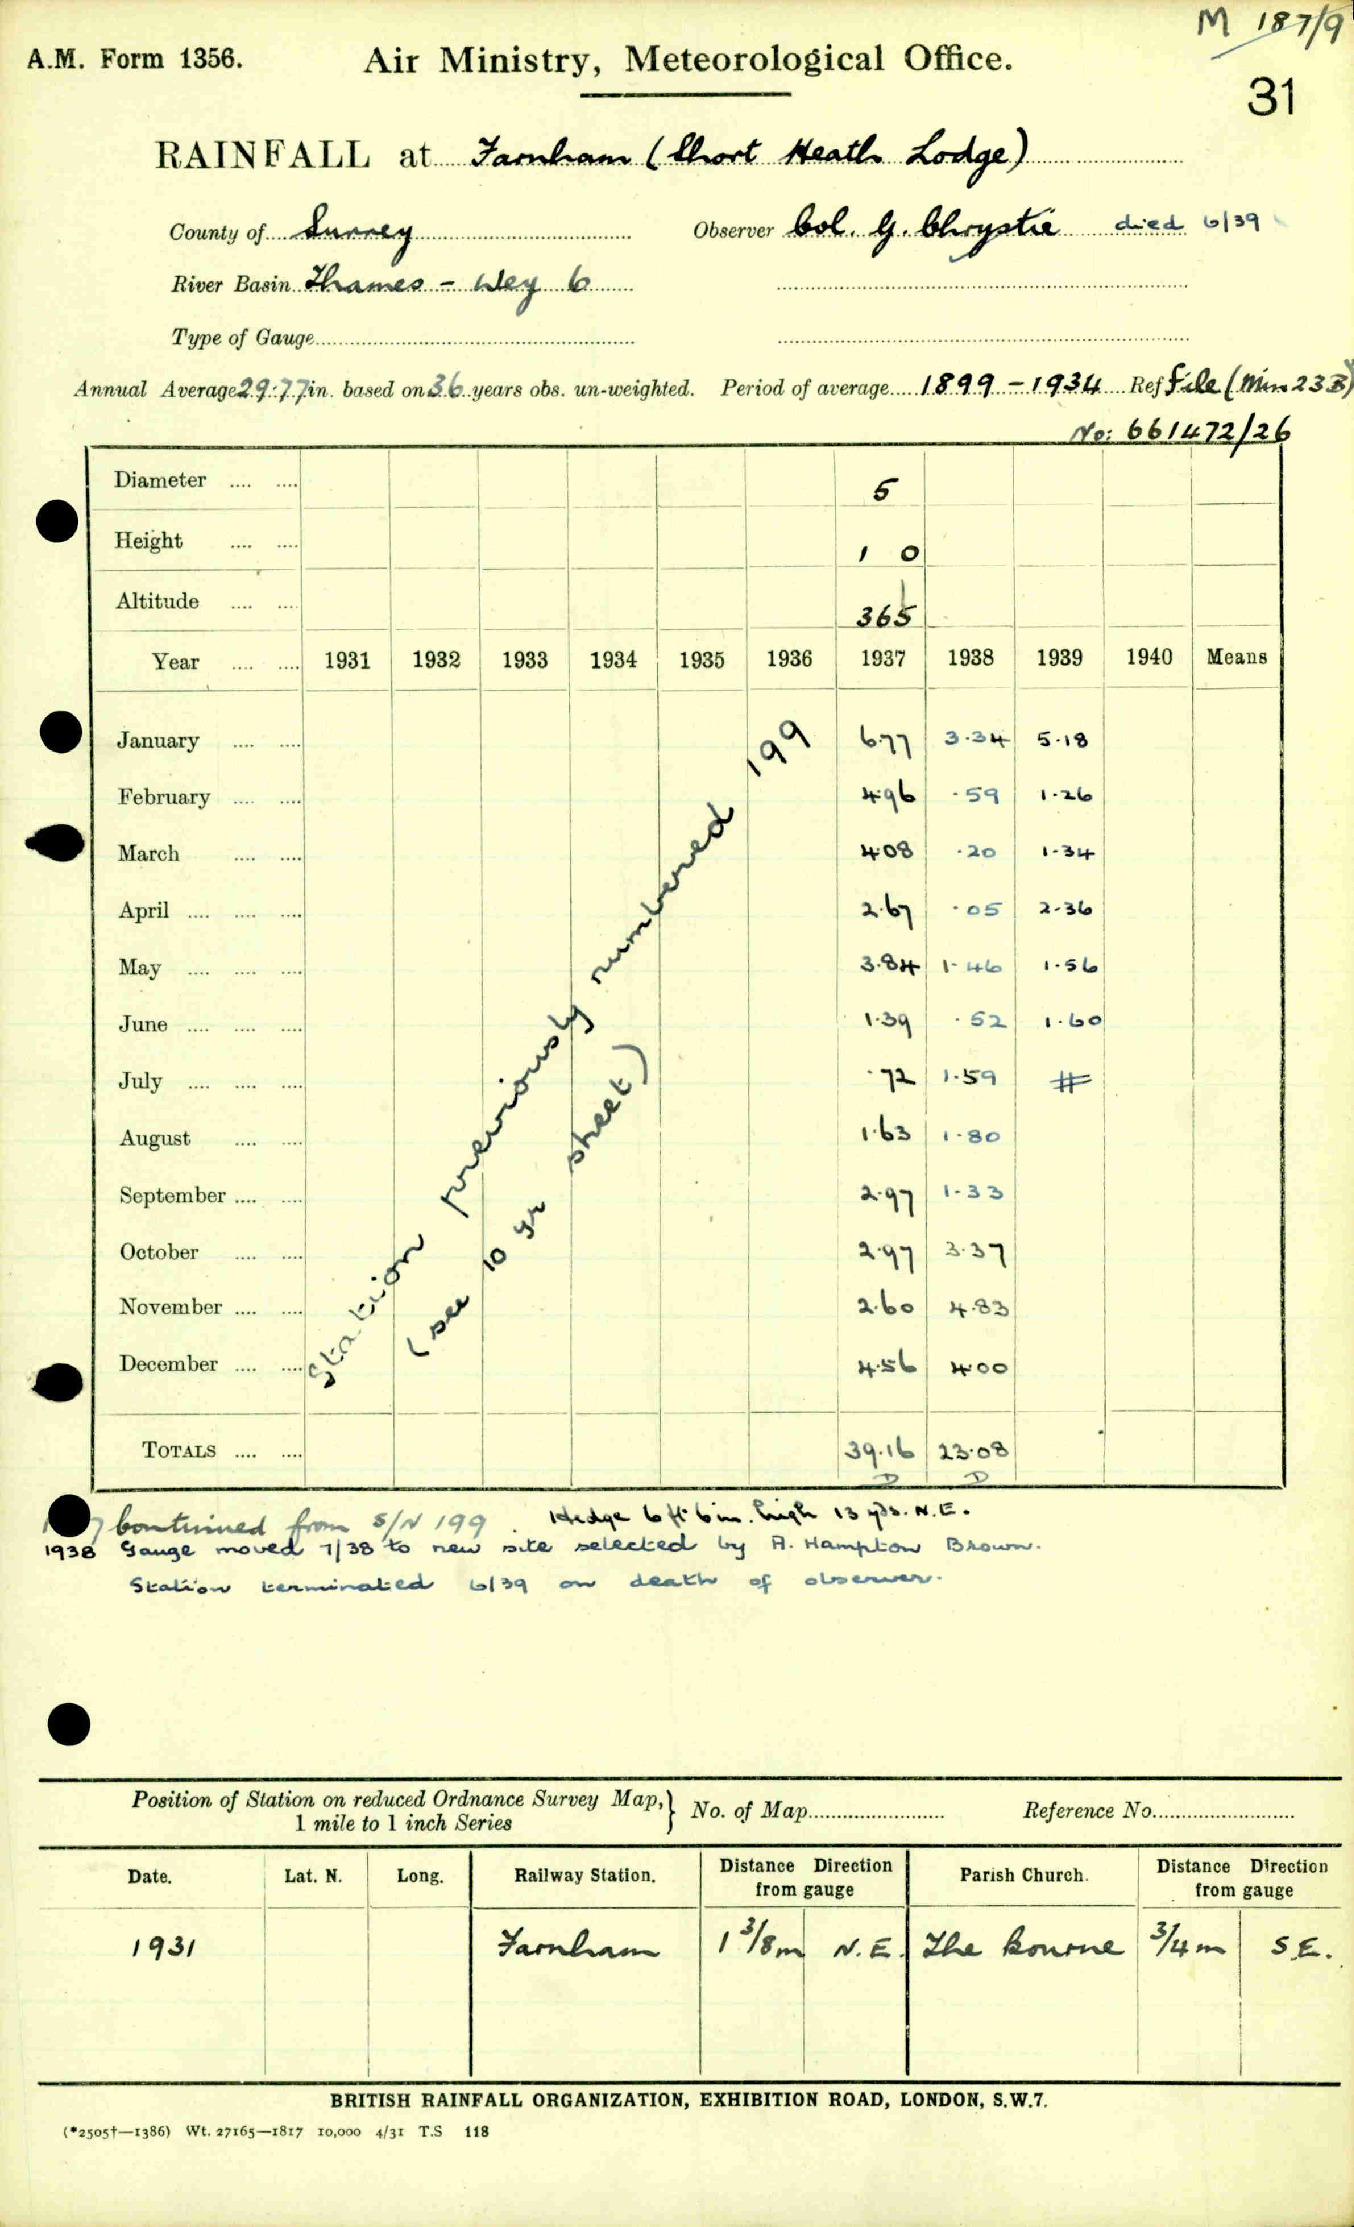 M 187/9
A.M. Form 1356. Air Ministry, Meteorological Office.
31
RAINFALL at Farnham (Short Heath Lodge)
County of Surrey Observer Col. G. Chrystie died 6/39
River Basin Thames - Wey 6
Type of Gauge
Annual Average 29.77 in. based on 36 years obs. un-weighted. Period of average 1899 - 1934 Ref File (Min 23B)
No: 661472/26
Diameter .... .... 5
Height .... .... 1 0
Altitude .... .... 365
Year .... .... 1931 1932 1933 1934 1935 1936 1937 1938 1939 1940 Means
January .... .... 6.77 3.34 5.18
February .... .... 4.96 .59 1.26
March .... .... 4.08 .20 1.34
April .... .... .... 2.67 .05 2.36
May .... .... .... 3.84 1.46 1.56
June .... .... .... 1.39 .52 1.60
July .... .... .... .72 1.59 #
August .... .... 1.63 1.80
September .... .... 2.97 1.33
October .... .... 2.97 3.37
November .... .... 2.60 4.83
December .... .... 4.56 4.00
TOTALS .... .... 39.16 23.08
D D
Station previously numbered 199
(see 10 yr sheet)
Continued from S/N 199. Hedge 6 ft 6 in. high 13 yds. N.E.
1938 Gauge moved 7/38 to new site selected by A. Hampton Brown.
Station terminated 6/39 on death of observer.
Position of Station on reduced Ordnance Survey Map, } No. of Map Reference No.
1 mile to 1 inch Series
Date. Lat. N. Long. Railway Station. Distance Direction from gauge Parish Church. Distance Direction from gauge
1931 Farnham 1 3/8 m N.E. The Bourne 3/4 m S.E.
BRITISH RAINFALL ORGANIZATION, EXHIBITION ROAD, LONDON, S.W.7.
(*2505†—1386) Wt. 27165—1817 10,000 4/31 T.S 118